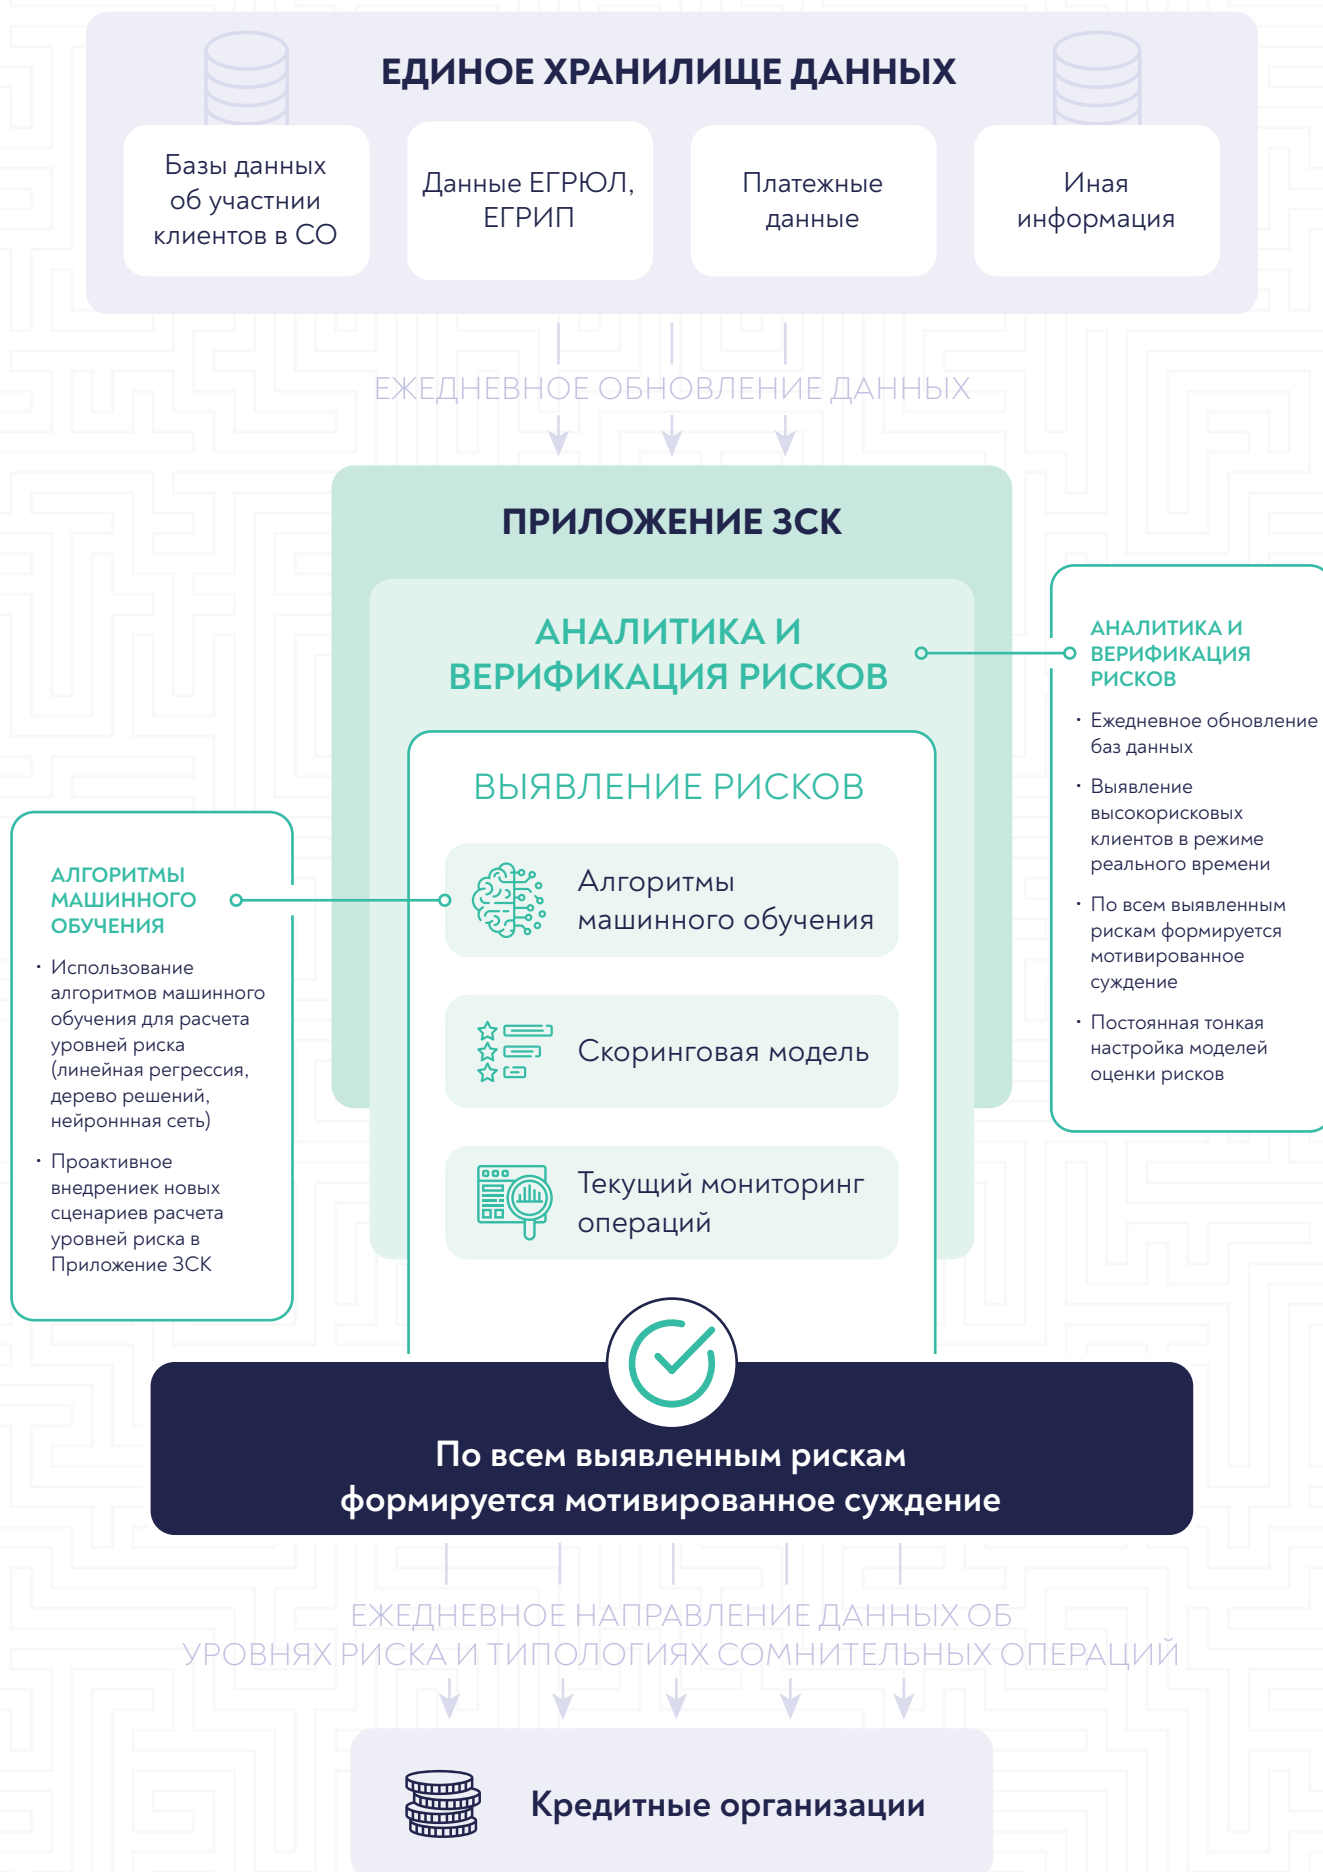 ЕДИНОЕ ХРАНИЛИЩЕ ДАННЫХ
Базы данных
об участнии
клиентов в СО
Данные ЕГРЮЛ,
ЕГРИП
Платежные
данные
Иная
информация
ЕЖЕДНЕВНОЕ ОБНОВЛЕНИЕ ДАННЫХ
ПРИЛОЖЕНИЕ ЗСК
АНАЛИТИКА И
ВЕРИФИКАЦИЯ РИСКОВ
АНАЛИТИКА И
ВЕРИФИКАЦИЯ
РИСКОВ
· Ежедневное обновление
баз данных
· Выявление
высокорисковых
клиентов в режиме
реального времени
· По всем выявленным
рискам формируется
мотивированное
суждение
· Постоянная тонкая
настройка моделей
оценки рисков
ВЫЯВЛЕНИЕ РИСКОВ
Алгоритмы
машинного обучения
Скоринговая модель
Текущий мониторинг
операций
АЛГОРИТМЫ
МАШИННОГО
ОБУЧЕНИЯ
· Использование
алгоритмов машинного
обучения для расчета
уровней риска
(линейная регрессия,
дерево решений,
нейроннная сеть)
· Проактивное
внедрениек новых
сценариев расчета
уровней риска в
Приложение ЗСК
По всем выявленным рискам
формируется мотивированное суждение
ЕЖЕДНЕВНОЕ НАПРАВЛЕНИЕ ДАННЫХ ОБ
УРОВНЯХ РИСКА И ТИПОЛОГИЯХ СОМНИТЕЛЬНЫХ ОПЕРАЦИЙ
Кредитные организации